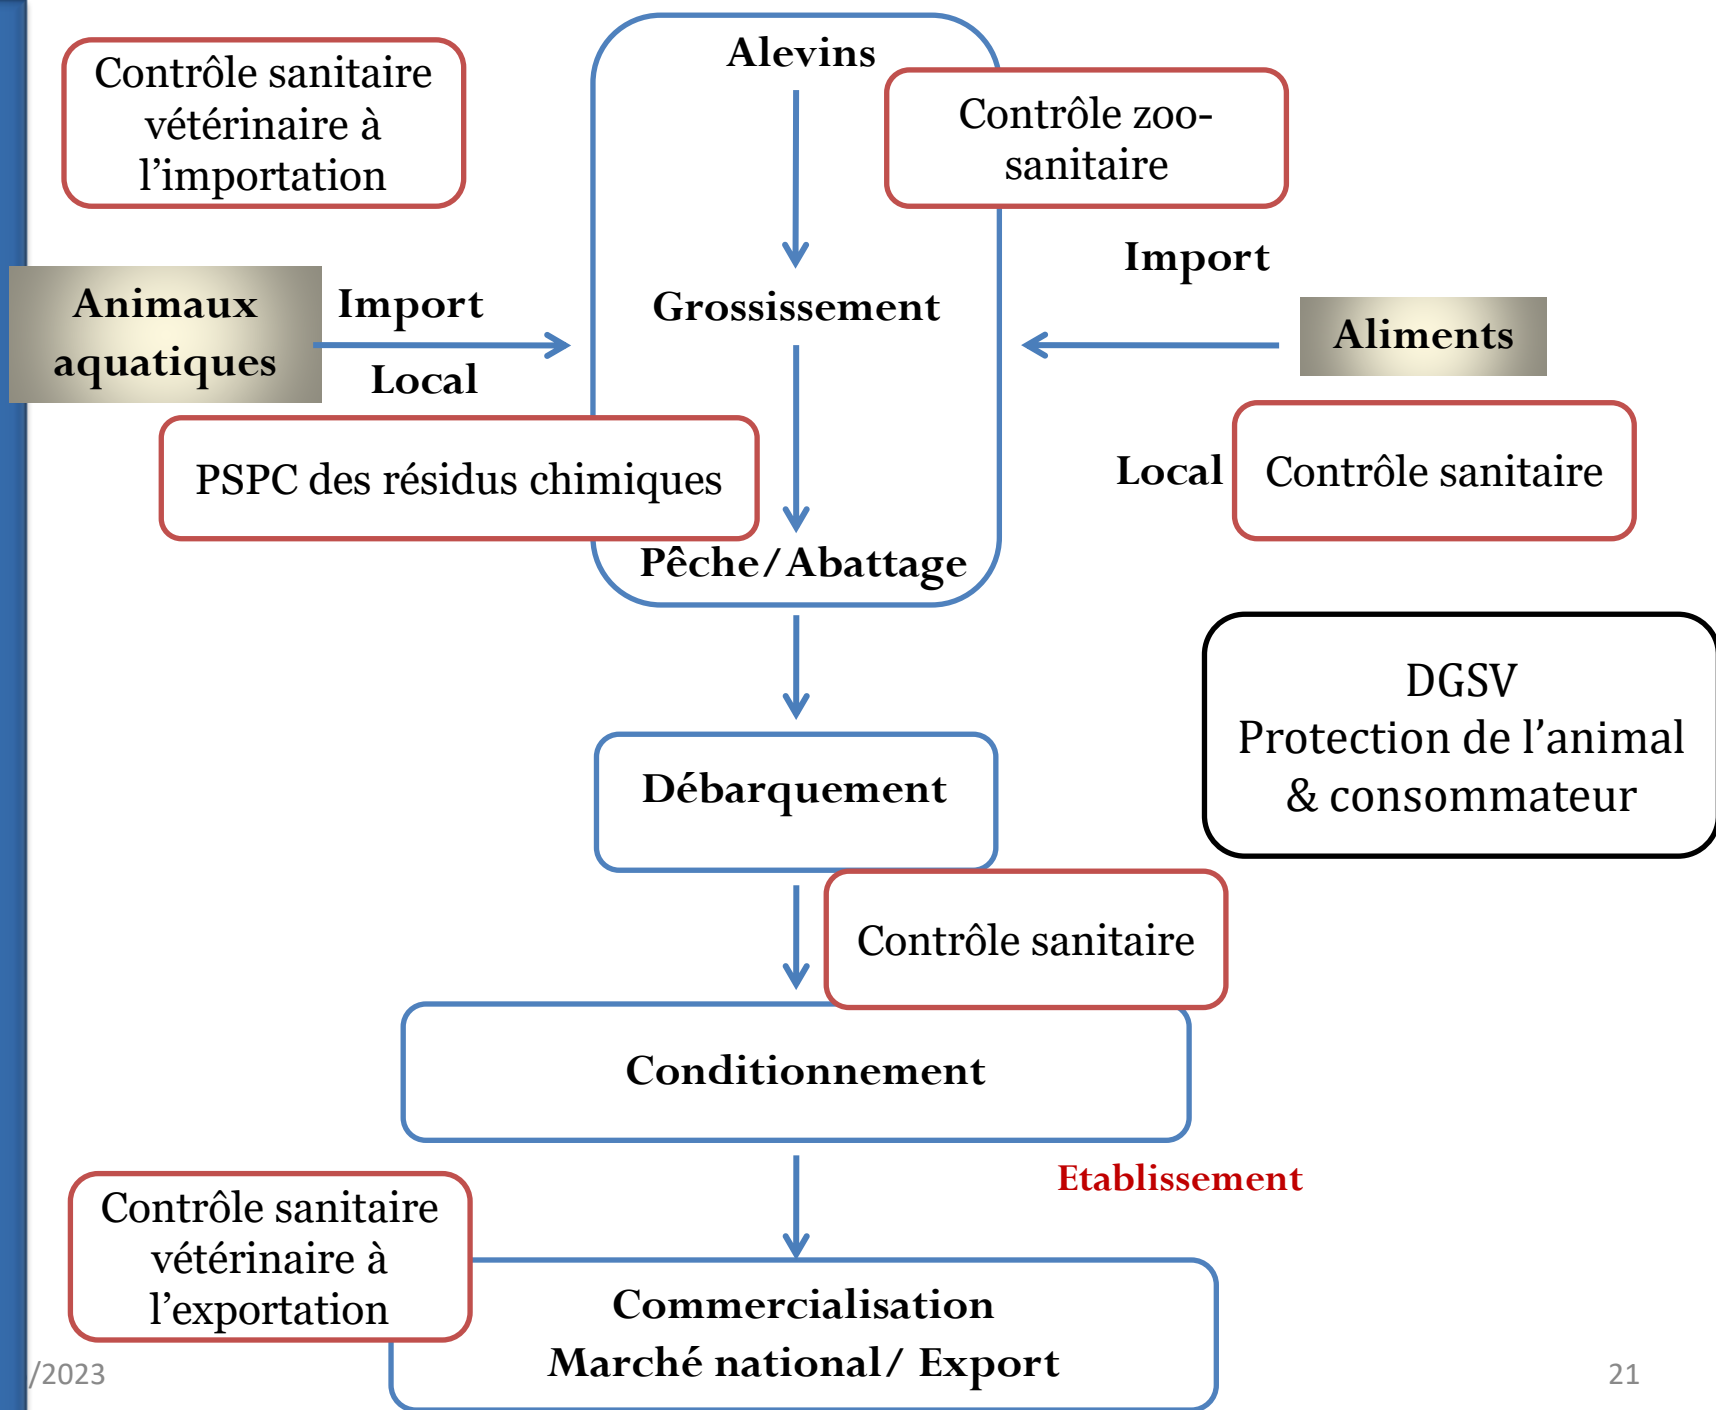 Alevins
Contrôle sanitaire
vétérinaire à
l’importation
Contrôle zoo-
sanitaire
Import
Animaux
aquatiques
Import
Local
Grossissement
Aliments
PSPC des résidus chimiques
Local
Contrôle sanitaire
Pêche/Abattage
DGSV
Protection de l’animal
& consommateur
Débarquement
Contrôle sanitaire
Conditionnement
Etablissement
Contrôle sanitaire
vétérinaire à
l’exportation
Commercialisation
Marché national/ Export
/2023
21